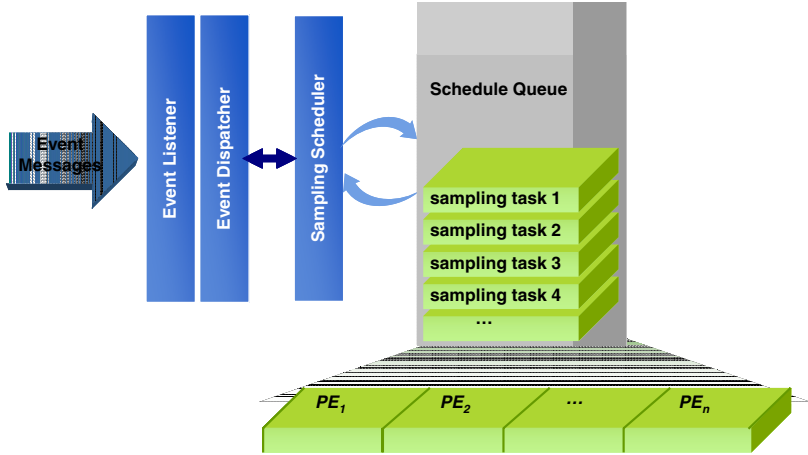 Event
Messages
Event Listener
Event Dispatcher
Sampling Scheduler
Schedule Queue
sampling task 1
sampling task 2
sampling task 3
sampling task 4
...
PE1
PE2
...
PEn